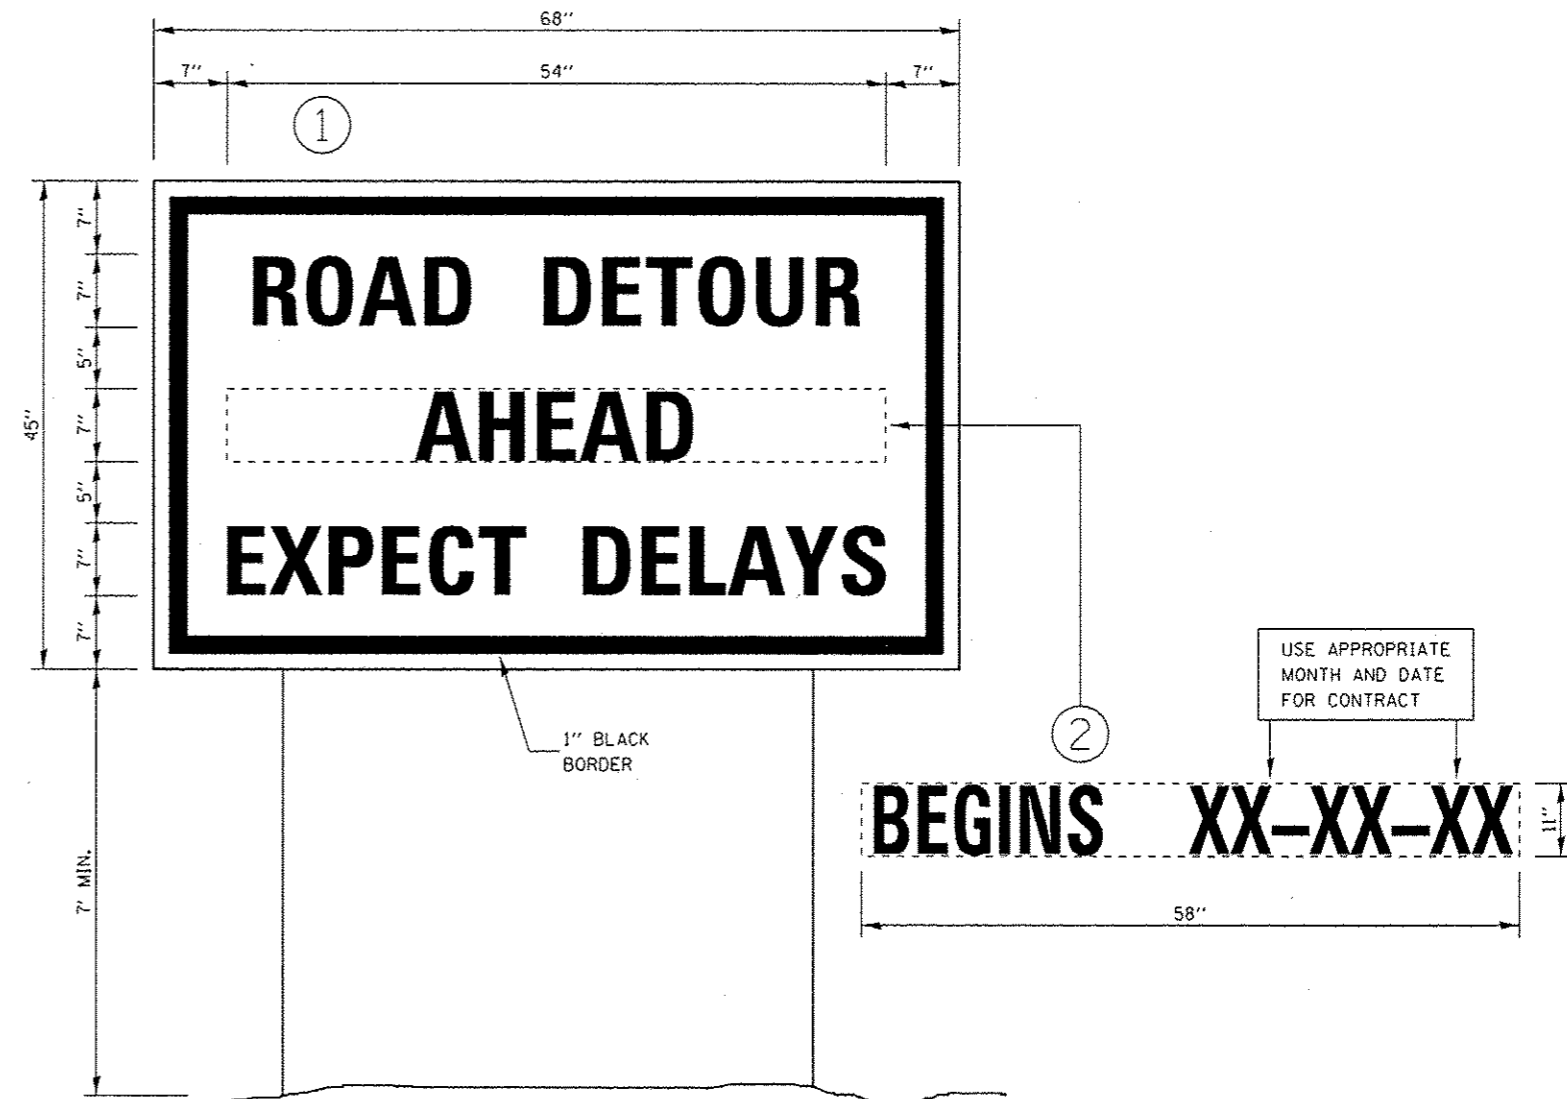 68"
7" 54" 7"
1
7"
7"
5"
7"
5"
7"
7"
45"
ROAD DETOUR
AHEAD
EXPECT DELAYS
1" BLACK
BORDER
7' MIN.
2
USE APPROPRIATE
MONTH AND DATE
FOR CONTRACT
BEGINS XX-XX-XX
11"
58"